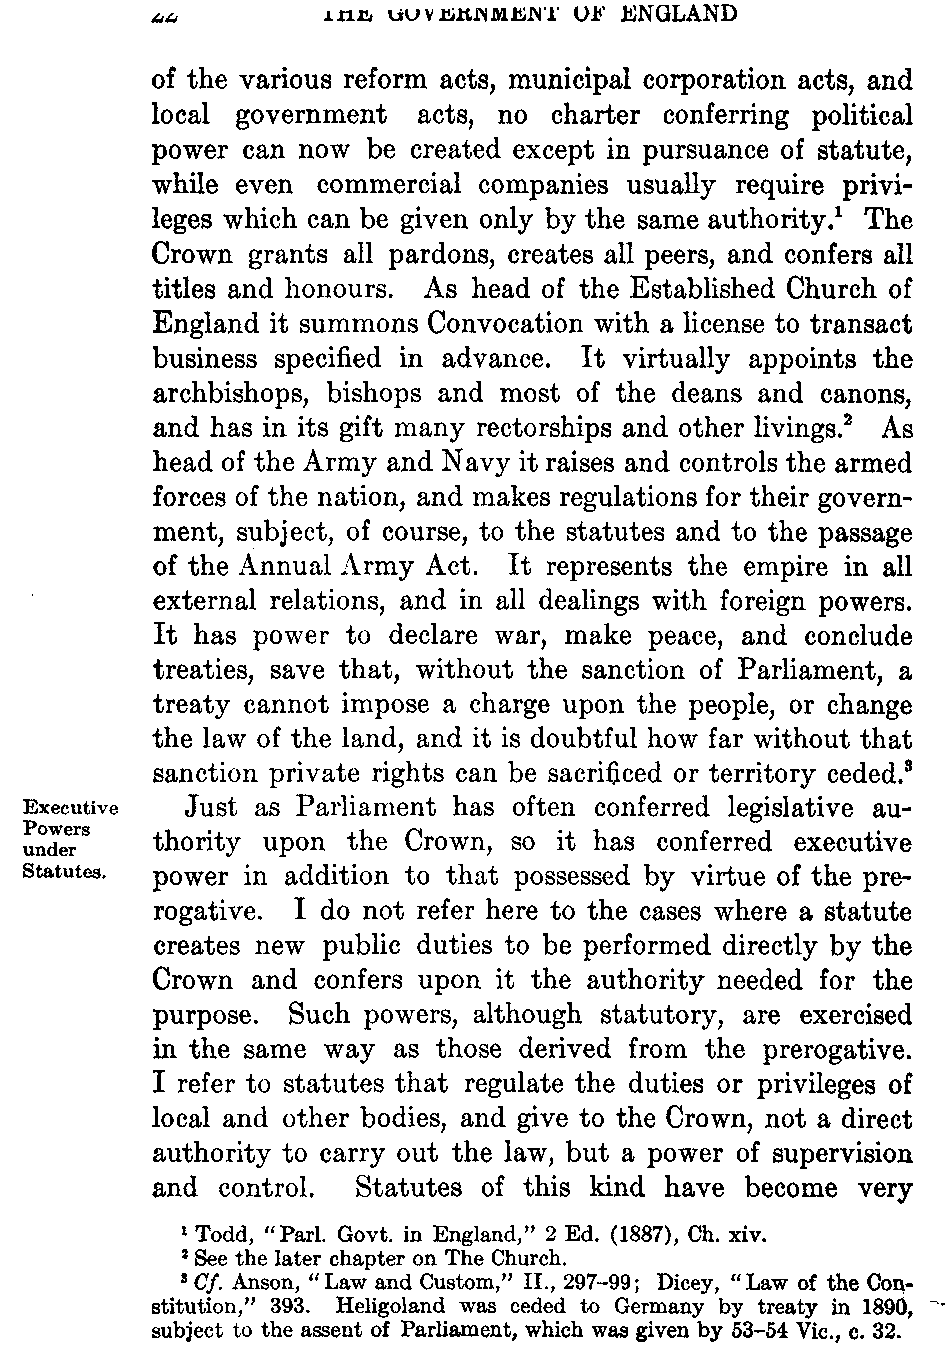 22 THE GOVERNMENT OF ENGLAND
of the various reform acts, municipal corporation acts, and
local government acts, no charter conferring political
power can now be created except in pursuance of statute,
while even commercial companies usually require privi-
leges which can be given only by the same authority.¹ The
Crown grants all pardons, creates all peers, and confers all
titles and honours. As head of the Established Church of
England it summons Convocation with a license to transact
business specified in advance. It virtually appoints the
archbishops, bishops and most of the deans and canons,
and has in its gift many rectorships and other livings.² As
head of the Army and Navy it raises and controls the armed
forces of the nation, and makes regulations for their govern-
ment, subject, of course, to the statutes and to the passage
of the Annual Army Act. It represents the empire in all
external relations, and in all dealings with foreign powers.
It has power to declare war, make peace, and conclude
treaties, save that, without the sanction of Parliament, a
treaty cannot impose a charge upon the people, or change
the law of the land, and it is doubtful how far without that
sanction private rights can be sacrificed or territory ceded.³
Executive
Powers
under
Statutes.
Just as Parliament has often conferred legislative au-
thority upon the Crown, so it has conferred executive
power in addition to that possessed by virtue of the pre-
rogative. I do not refer here to the cases where a statute
creates new public duties to be performed directly by the
Crown and confers upon it the authority needed for the
purpose. Such powers, although statutory, are exercised
in the same way as those derived from the prerogative.
I refer to statutes that regulate the duties or privileges of
local and other bodies, and give to the Crown, not a direct
authority to carry out the law, but a power of supervision
and control. Statutes of this kind have become very
¹ Todd, "Parl. Govt. in England," 2 Ed. (1887), Ch. xiv.
² See the later chapter on The Church.
³ Cf. Anson, "Law and Custom," II., 297–99; Dicey, "Law of the Con-
stitution," 393. Heligoland was ceded to Germany by treaty in 1890,
subject to the assent of Parliament, which was given by 53–54 Vic., c. 32.